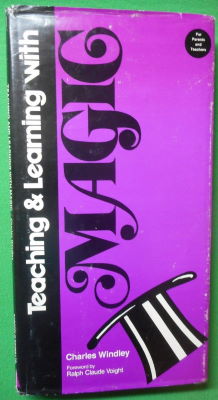 Teaching & Learning with
MAGIC
For
Parents
and
Teachers
Charles Windley
Foreword by
Ralph Claude Voight